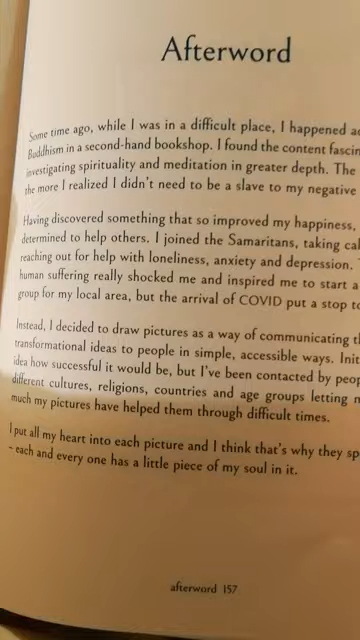 Afterword
Some time ago, while I was in a difficult place, I happened
Buddhism in a second-hand bookshop. I found the content
investigating spirituality and meditation in greater depth. The
the more I realized I didn't need to be a slave to my negative
Having discovered something that so improved my happiness,
determined to help others. I joined the Samaritans, taking
reaching out for help with loneliness, anxiety and depression.
human suffering really shocked me and inspired me to start a
group for my local area, but the arrival of COVID put a stop
Instead, I decided to draw pictures as a way of communicating
transformational ideas to people in simple, accessible ways.
idea how successful it would be, but I've been contacted by
different cultures, religions, countries and age groups letting
much my pictures have helped them through difficult times.
I put all my heart into each picture and I think that's why they
– each and every one has a little piece of my soul in it.
afterword 157